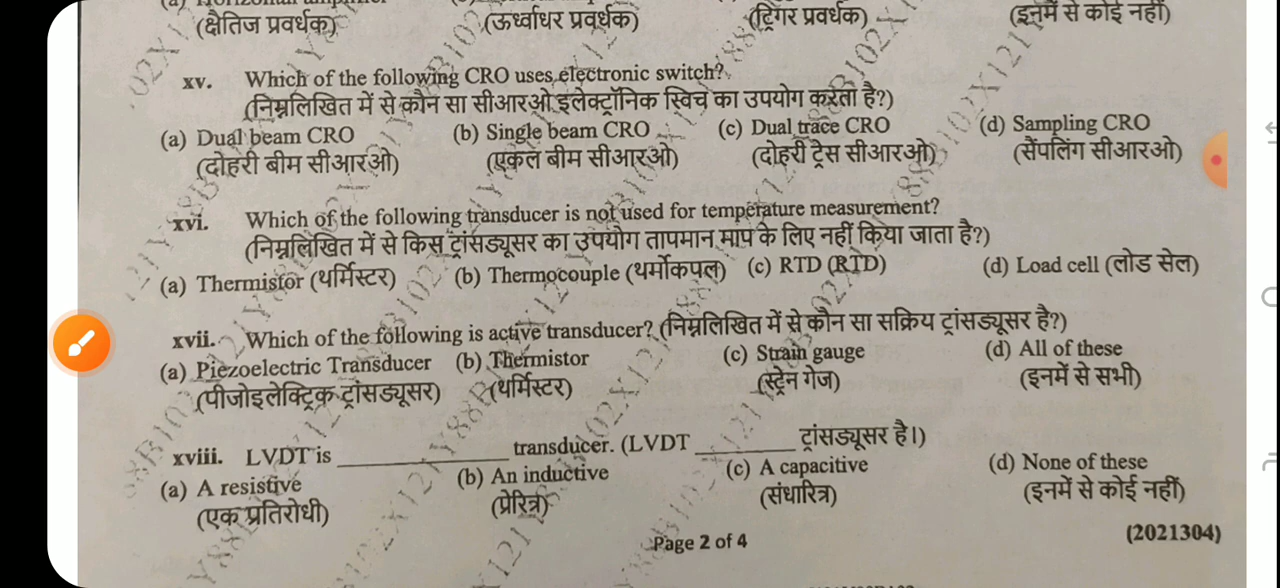 (क्षैतिज प्रवर्धक) (ऊर्ध्वाधर प्रवर्धक) (ट्रिगर प्रवर्धक) (इनमें से कोई नहीं)
xv. Which of the following CRO uses electronic switch?
(निम्नलिखित में से कौन सा सीआरओ इलेक्ट्रॉनिक स्विच का उपयोग करता है?)
(a) Dual beam CRO (b) Single beam CRO (c) Dual trace CRO (d) Sampling CRO
(दोहरी बीम सीआरओ) (एकल बीम सीआरओ) (दोहरी ट्रैस सीआरओ) (सेंपलिंग सीआरओ)
xvi. Which of the following transducer is not used for temperature measurement?
(निम्नलिखित में से किस ट्रांसड्यूसर का उपयोग तापमान माप के लिए नहीं किया जाता है?)
(a) Thermistor (थर्मिस्टर) (b) Thermocouple (थर्मोकपल) (c) RTD (RTD) (d) Load cell (लोड सेल)
xvii. Which of the following is active transducer? (निम्नलिखित में से कौन सा सक्रिय ट्रांसड्यूसर है?)
(a) Piezoelectric Transducer (b) Thermistor (c) Strain gauge (d) All of these
(पीजोइलेक्ट्रिक ट्रांसड्यूसर) (थर्मिस्टर) (स्ट्रेन गेज) (इनमें से सभी)
xviii. LVDT is ____________ transducer. (LVDT ________ ट्रांसड्यूसर है।)
(a) A resistive (b) An inductive (c) A capacitive (d) None of these
(एक प्रतिरोधी) (प्रेरित्र) (संधारित्र) (इनमें से कोई नहीं)
Page 2 of 4 (2021304)